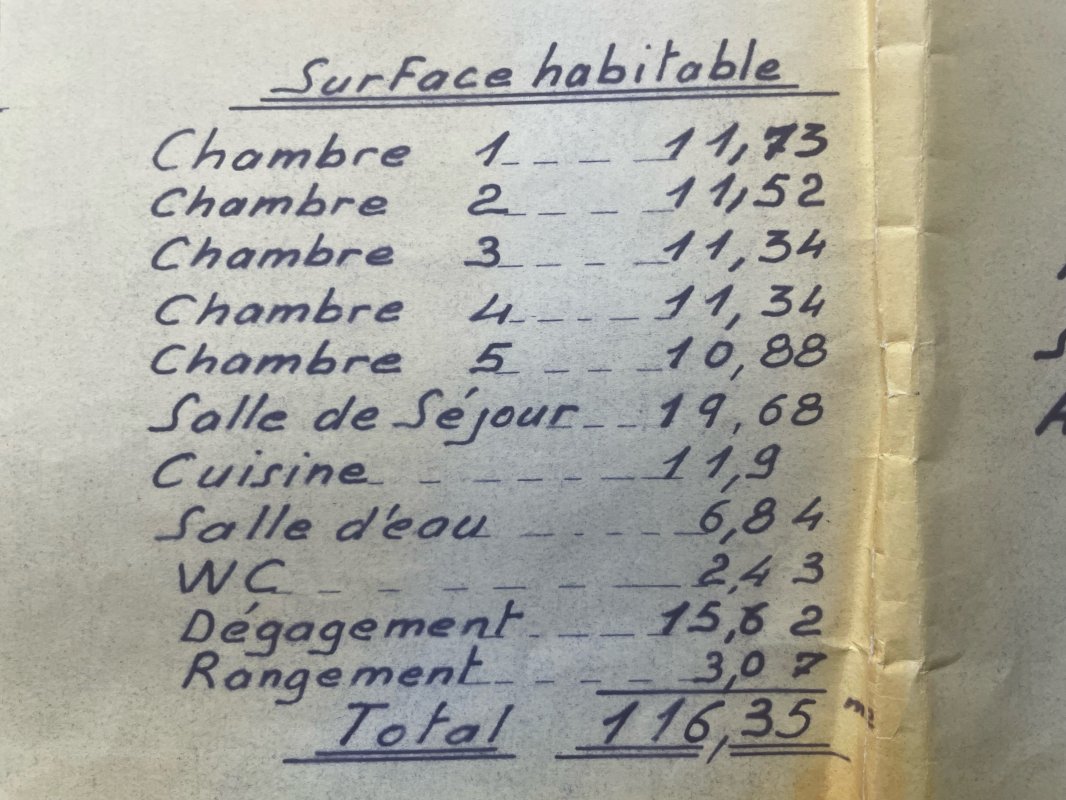 Surface habitable
Chambre 1 11,73
Chambre 2 11,52
Chambre 3 11,34
Chambre 4 11,34
Chambre 5 10,88
Salle de Séjour 19,68
Cuisine 11,9
Salle d'eau 6,84
WC 2,43
Dégagement 15,62
Rangement 3,07
Total 116,35 m2